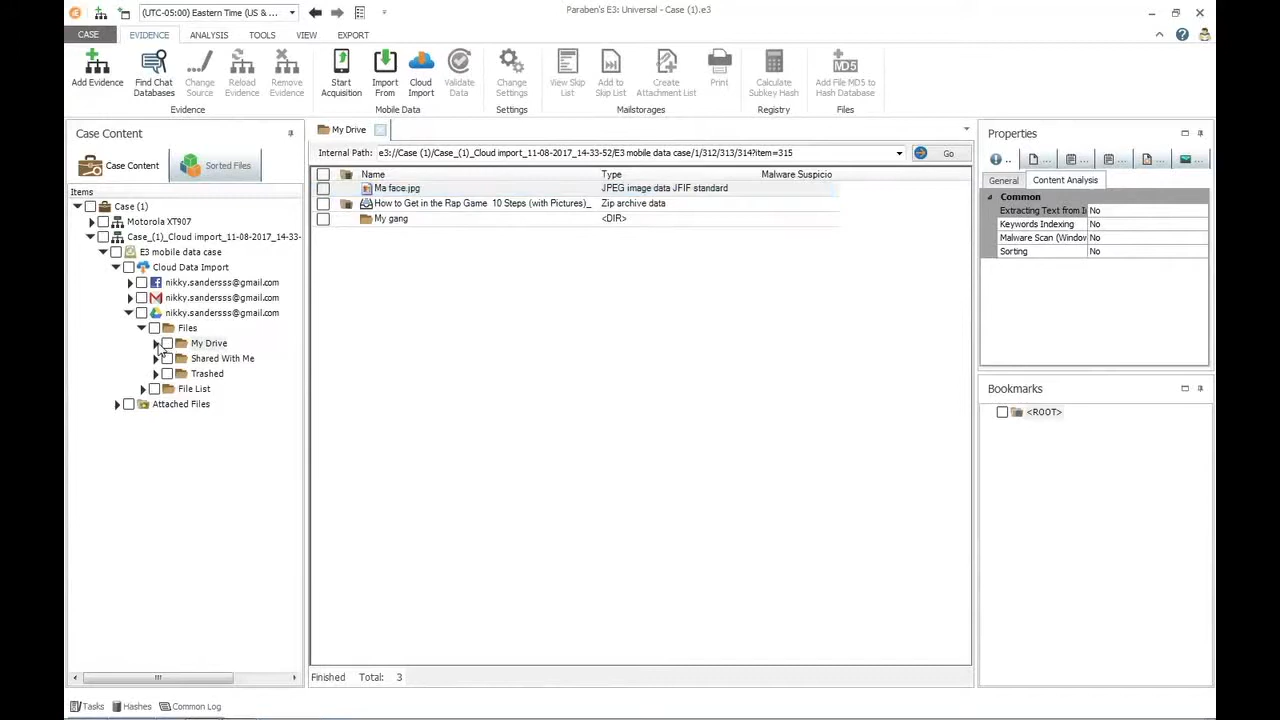 (UTC-05:00) Eastern Time (US & ...
Paraben's E3: Universal - Case (1).e3
CASE
EVIDENCE
ANALYSIS
TOOLS
VIEW
EXPORT
Add Evidence
Find Chat
Databases
Change
Source
Reload
Evidence
Remove
Evidence
Evidence
Start
Acquisition
Import
From
Cloud
Import
Validate
Data
Mobile Data
Change
Settings
Settings
View Skip
List
Add to
Skip List
Create
Attachment List
Print
Mailstorages
Calculate
Subkey Hash
Registry
MD5
Add File MD5 to
Hash Database
Files
Case Content
Case Content
Sorted Files
Items
Case (1)
Motorola XT907
Case_(1)_Cloud import_11-08-2017_14-33-
E3 mobile data case
Cloud Data Import
nikky.sandersss@gmail.com
nikky.sandersss@gmail.com
nikky.sandersss@gmail.com
Files
My Drive
Shared With Me
Trashed
File List
Attached Files
My Drive
Internal Path: e3://Case (1)/Case_(1)_Cloud import_11-08-2017_14-33-52/E3 mobile data case/1/312/313/314?item=315
Go
Name Type Malware Suspicio
Ma face.jpg JPEG image data JFIF standard
How to Get in the Rap Game 10 Steps (with Pictures)_ Zip archive data
My gang <DIR>
Finished Total: 3
Properties
General
Content Analysis
Common
Extracting Text from I No
Keywords Indexing No
Malware Scan (Window No
Sorting No
Bookmarks
<ROOT>
Tasks
Hashes
Common Log